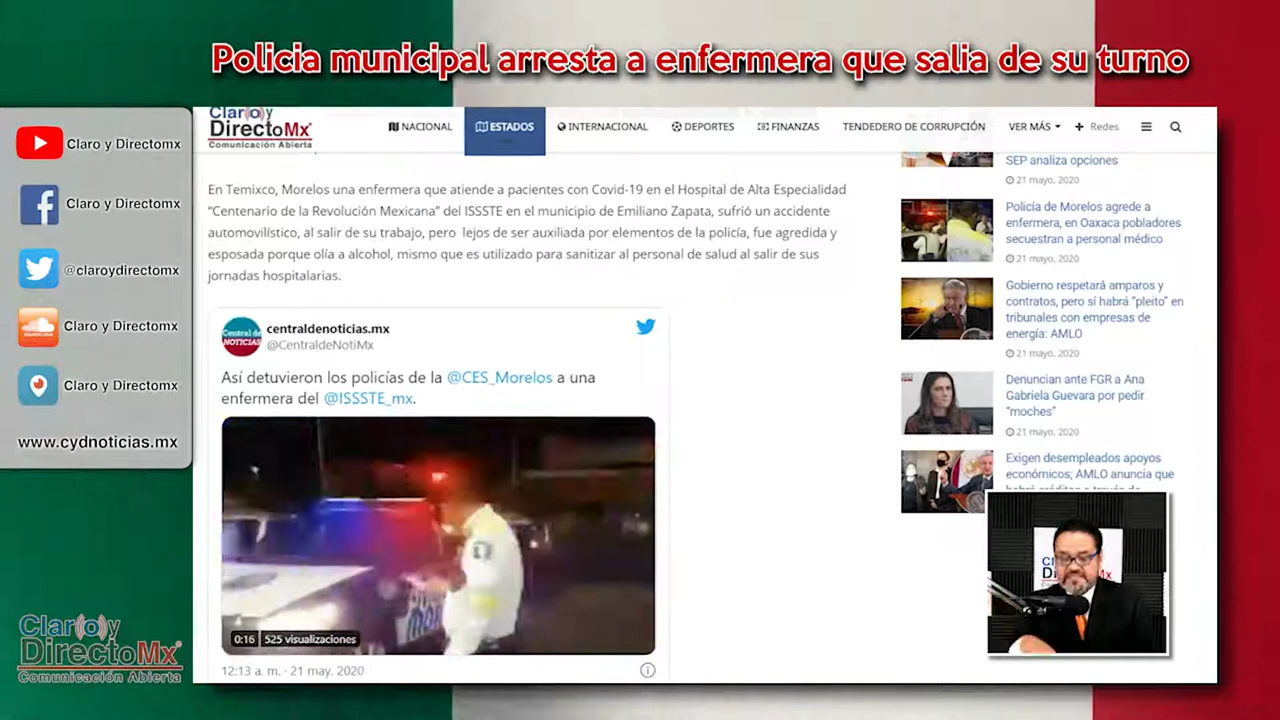 Policia municipal arresta a enfermera que salia de su turno
Claro y Directomx
Claro y Directomx
@claroydirectomx
Claro y Directomx
Claro y Directomx
www.cydnoticias.mx
Claro y
DirectoMx
Comunicación Abierta
Claro y
DirectoMx
Comunicación Abierta
NACIONAL
ESTADOS
INTERNACIONAL
DEPORTES
FINANZAS
TENDEDERO DE CORRUPCIÓN
VER MÁS
Redes
En Temixco, Morelos una enfermera que atiende a pacientes con Covid-19 en el Hospital de Alta Especialidad
“Centenario de la Revolución Mexicana” del ISSSTE en el municipio de Emiliano Zapata, sufrió un accidente
automovilístico, al salir de su trabajo, pero lejos de ser auxiliada por elementos de la policía, fue agredida y
esposada porque olía a alcohol, mismo que es utilizado para sanitizar al personal de salud al salir de sus
jornadas hospitalarias.
Central de
NOTICIAS
centraldenoticias.mx
@CentraldeNotiMx
Así detuvieron los policías de la @CES_Morelos a una
enfermera del @ISSSTE_mx.
0:16
525 visualizaciones
12:13 a. m. · 21 may. 2020
SEP analiza opciones
21 mayo, 2020
Policía de Morelos agrede a
enfermera, en Oaxaca pobladores
secuestran a personal médico
21 mayo, 2020
Gobierno respetará amparos y
contratos, pero sí habrá “pleito” en
tribunales con empresas de
energía: AMLO
21 mayo, 2020
Denuncian ante FGR a Ana
Gabriela Guevara por pedir
“moches”
21 mayo, 2020
Exigen desempleados apoyos
económicos; AMLO anuncia que